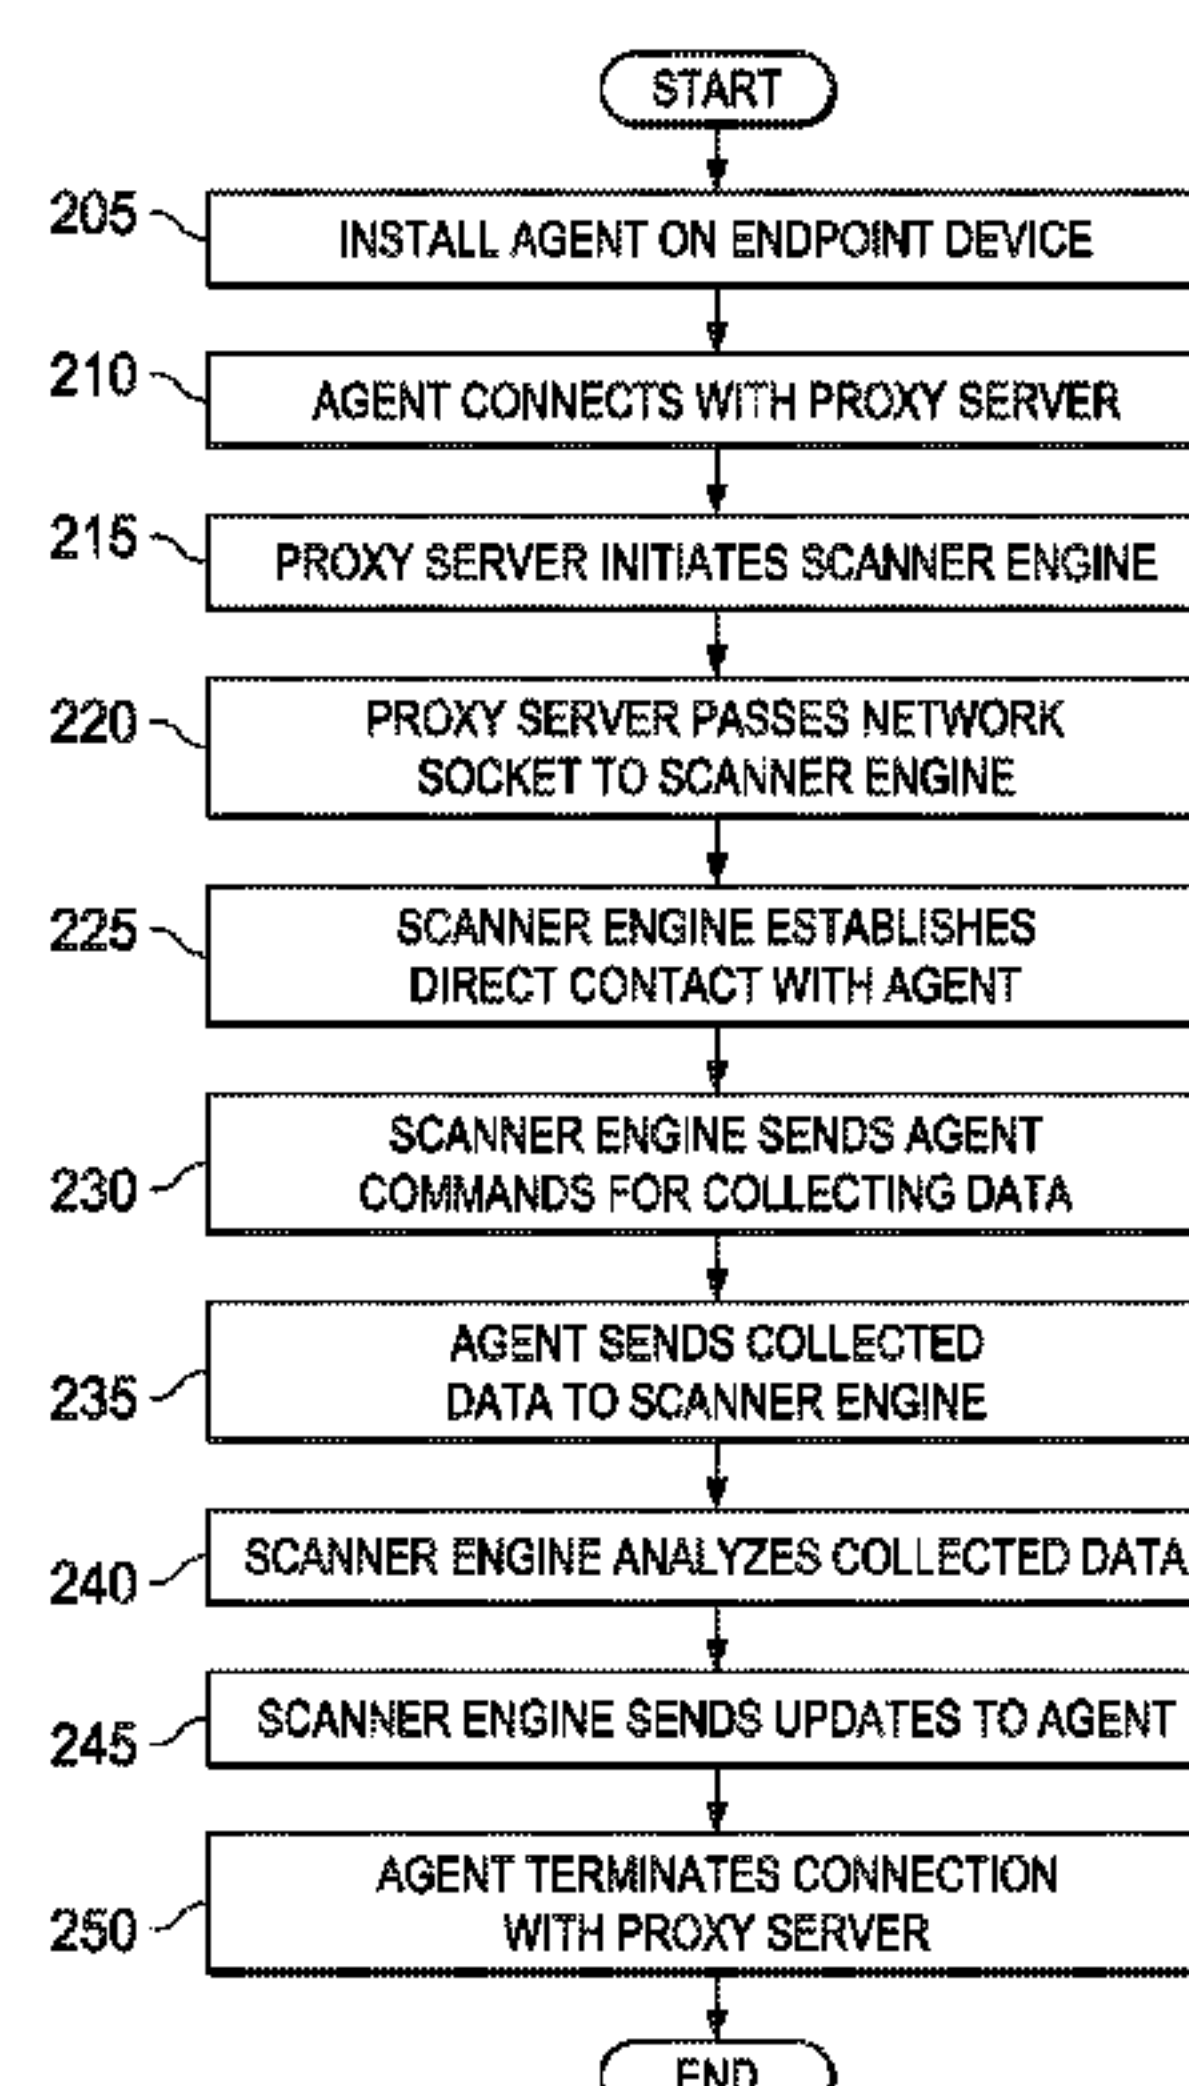 START
205
INSTALL AGENT ON ENDPOINT DEVICE
210
AGENT CONNECTS WITH PROXY SERVER
215
PROXY SERVER INITIATES SCANNER ENGINE
220
PROXY SERVER PASSES NETWORK
SOCKET TO SCANNER ENGINE
225
SCANNER ENGINE ESTABLISHES
DIRECT CONTACT WITH AGENT
230
SCANNER ENGINE SENDS AGENT
COMMANDS FOR COLLECTING DATA
235
AGENT SENDS COLLECTED
DATA TO SCANNER ENGINE
240
SCANNER ENGINE ANALYZES COLLECTED DATA
245
SCANNER ENGINE SENDS UPDATES TO AGENT
250
AGENT TERMINATES CONNECTION
WITH PROXY SERVER
END